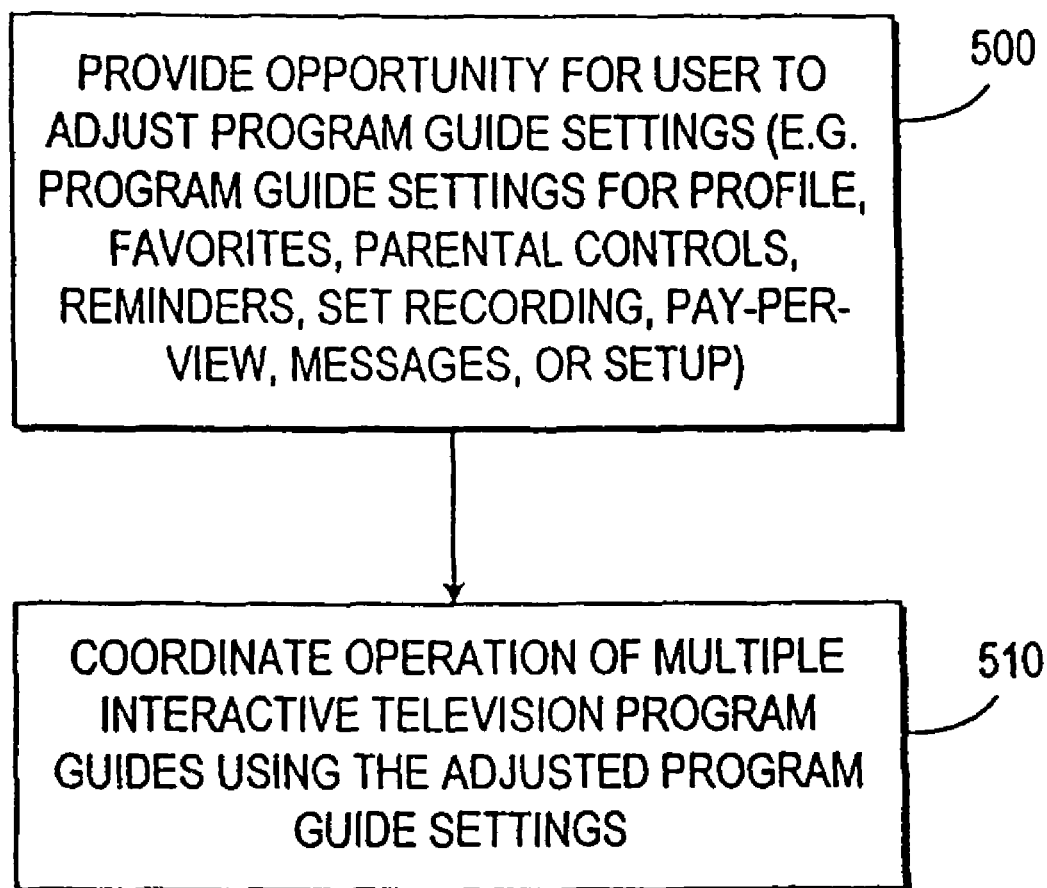 500
PROVIDE OPPORTUNITY FOR USER TO
ADJUST PROGRAM GUIDE SETTINGS (E.G.
PROGRAM GUIDE SETTINGS FOR PROFILE,
FAVORITES, PARENTAL CONTROLS,
REMINDERS, SET RECORDING, PAY-PER-
VIEW, MESSAGES, OR SETUP)
510
COORDINATE OPERATION OF MULTIPLE
INTERACTIVE TELEVISION PROGRAM
GUIDES USING THE ADJUSTED PROGRAM
GUIDE SETTINGS